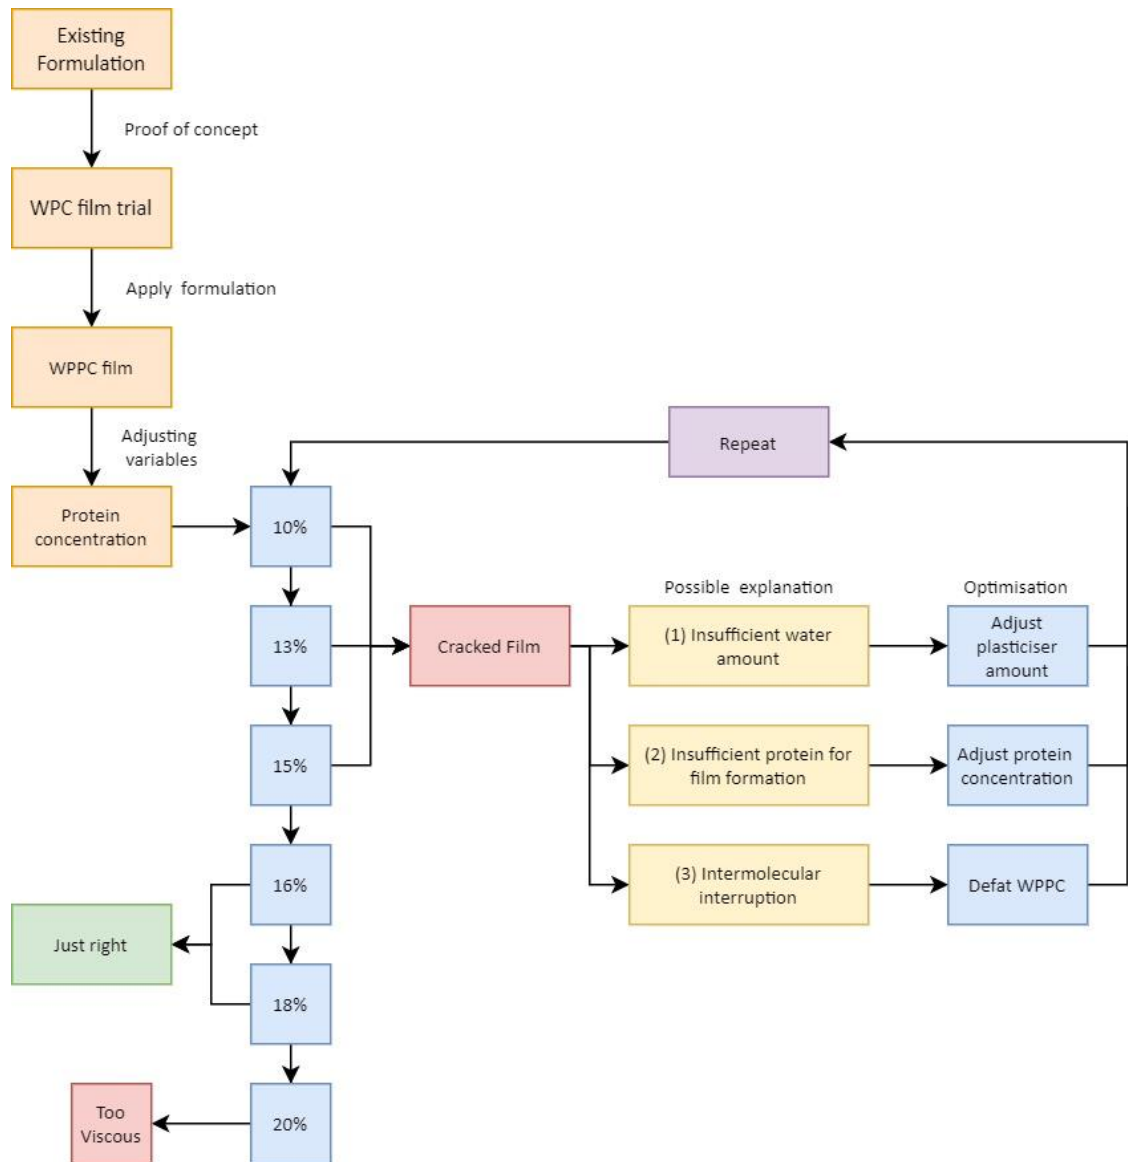 Existing
Formulation
Proof of concept
WPC film trial
Apply formulation
WPPC film
Adjusting
variables
Protein
concentration
Repeat
10%
13%
15%
16%
18%
20%
Cracked Film
Possible explanation
(1) Insufficient water
amount
(2) Insufficient protein for
film formation
(3) Intermolecular
interruption
Optimisation
Adjust
plasticiser
amount
Adjust protein
concentration
Defat WPPC
Just right
Too
Viscous